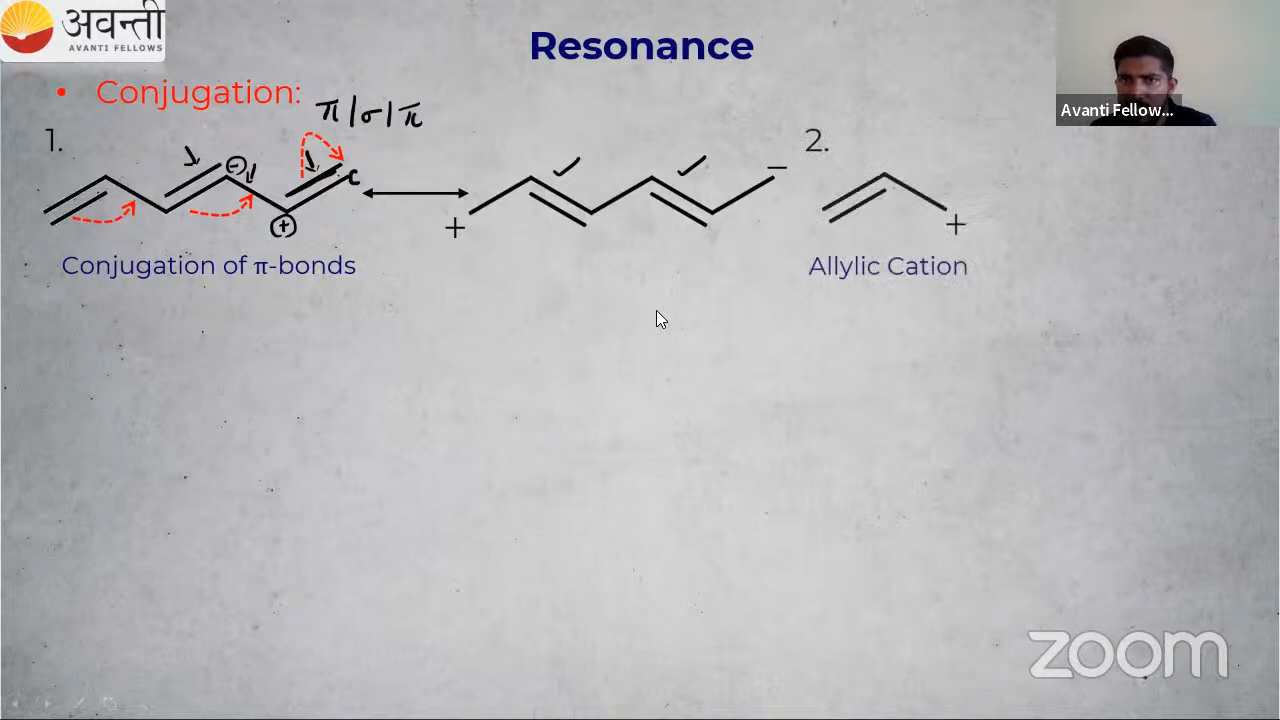 अवन्ती
AVANTI FELLOWS
Resonance
Avanti Fellow...
• Conjugation:
π/σ/π
1.
⊖
c
⊕
+
−
Conjugation of π-bonds
2.
+
Allylic Cation
zoom